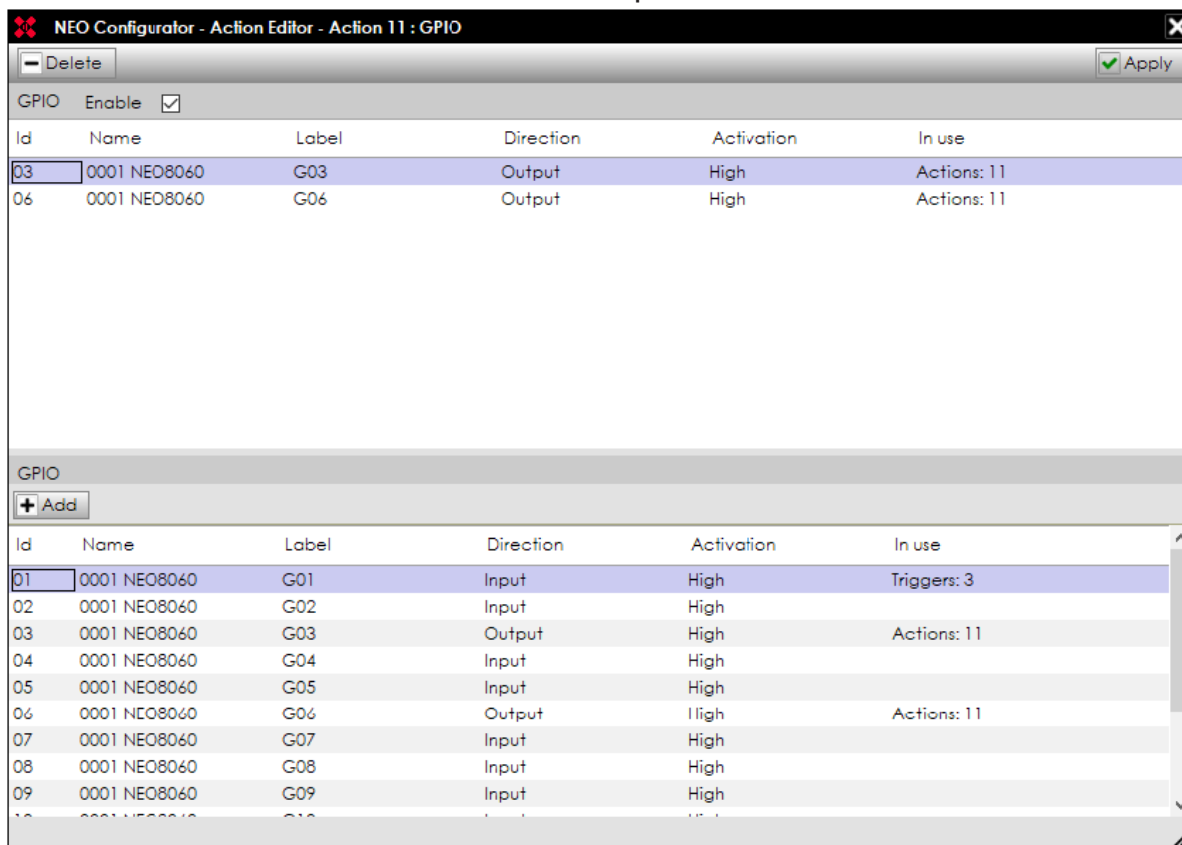 NEO Configurator - Action Editor - Action 11 : GPIO
Delete Apply
GPIO Enable
Id Name Label Direction Activation In use
03 0001 NEO8060 G03 Output High Actions: 11
06 0001 NEO8060 G06 Output High Actions: 11
GPIO
Add
Id Name Label Direction Activation In use
01 0001 NEO8060 G01 Input High Triggers: 3
02 0001 NEO8060 G02 Input High
03 0001 NEO8060 G03 Output High Actions: 11
04 0001 NEO8060 G04 Input High
05 0001 NEO8060 G05 Input High
06 0001 NEO8060 G06 Output High Actions: 11
07 0001 NEO8060 G07 Input High
08 0001 NEO8060 G08 Input High
09 0001 NEO8060 G09 Input High